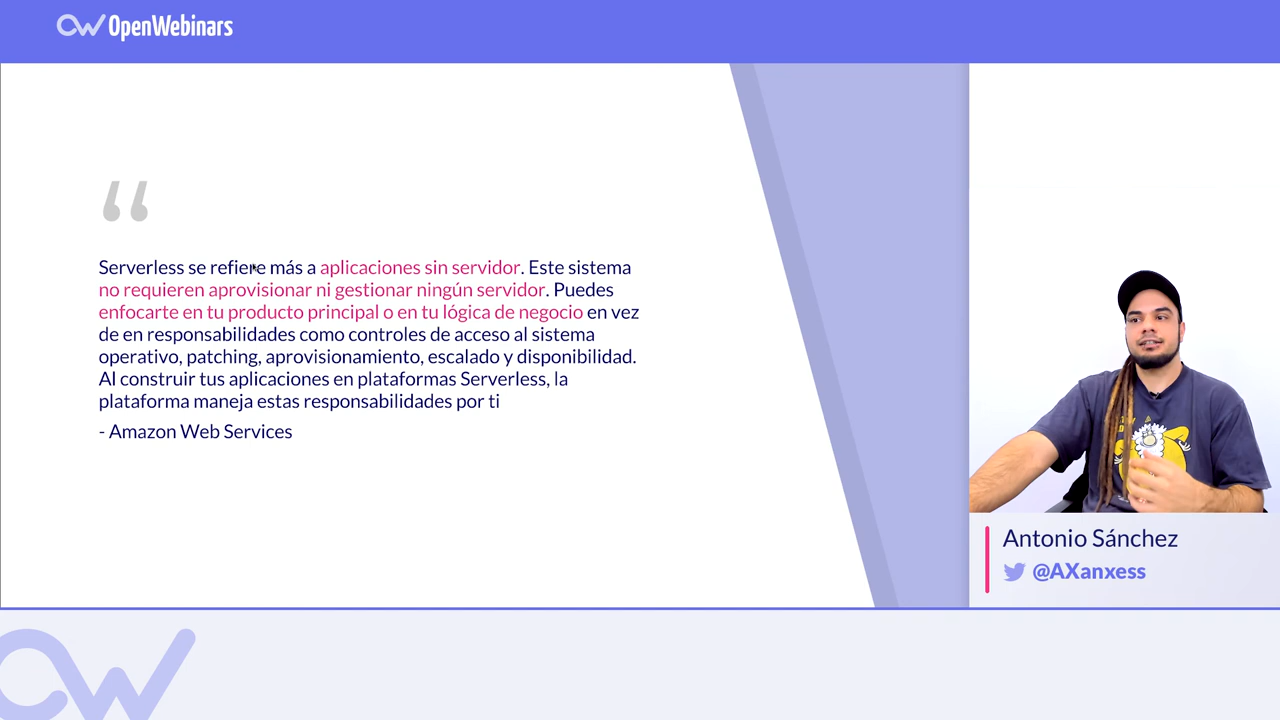 OpenWebinars
“
Serverless se refiere más a aplicaciones sin servidor. Este sistema
no requieren aprovisionar ni gestionar ningún servidor. Puedes
enfocarte en tu producto principal o en tu lógica de negocio en vez
de en responsabilidades como controles de acceso al sistema
operativo, patching, aprovisionamiento, escalado y disponibilidad.
Al construir tus aplicaciones en plataformas Serverless, la
plataforma maneja estas responsabilidades por ti
- Amazon Web Services
Antonio Sánchez
@AXanxess